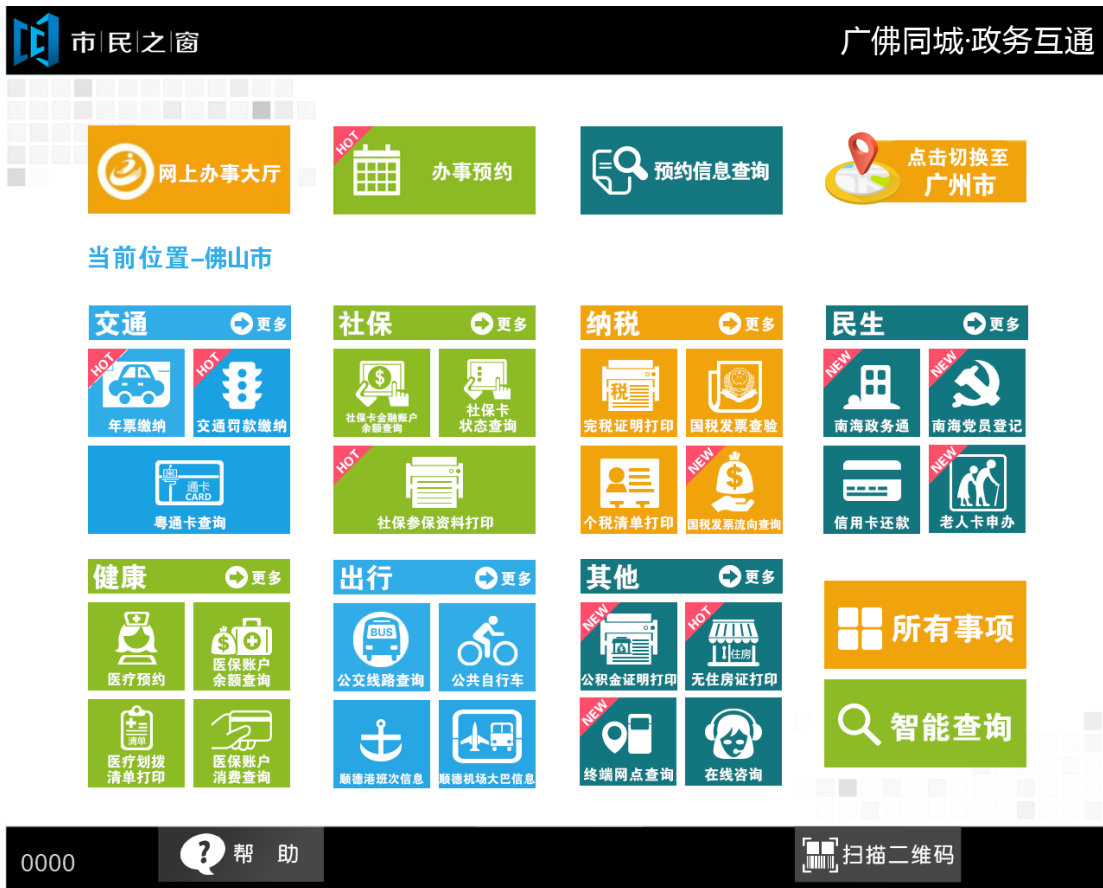 市民之窗
广佛同城·政务互通
网上办事大厅
HOT
办事预约
预约信息查询
点击切换至
广州市
当前位置-佛山市
交通
更多
HOT
年票缴纳
HOT
交通罚款缴纳
粤
通卡
CARD
粤通卡查询
社保
更多
$
社保卡金融账户
余额查询
社保卡
状态查询
HOT
社保参保资料打印
纳税
更多
税
完税证明打印
国税发票查验
个税清单打印
NEW
$
国税发票流向查询
民生
更多
NEW
南海政务通
NEW
南海党员登记
信用卡还款
NEW
老人卡申办
健康
更多
医疗预约
$
医保账户
余额查询
清单
医疗划拨
清单打印
医保账户
消费查询
出行
更多
BUS
公交线路查询
公共自行车
顺德港班次信息
顺德机场大巴信息
其他
更多
NEW
公积金证明打印
HOT
住房
无住房证打印
NEW
终端网点查询
在线咨询
所有事项
智能查询
0000
?
帮 助
扫描二维码